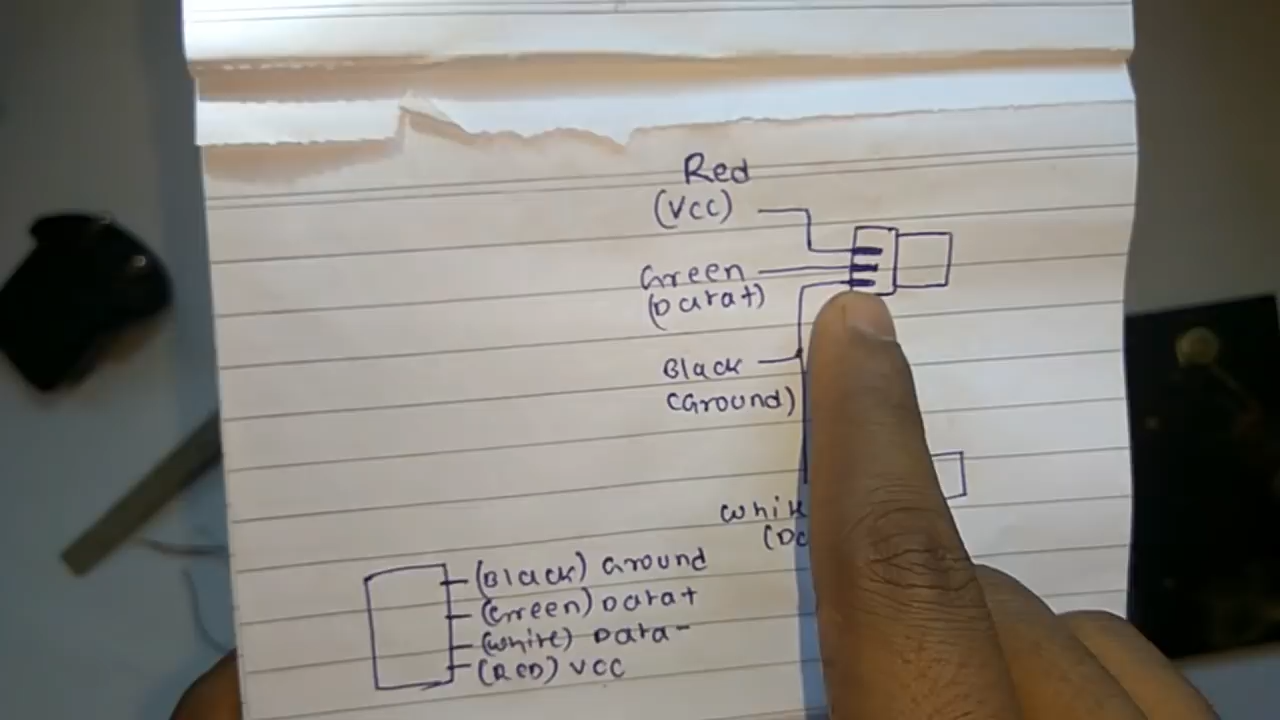 Red
(VCC)
Green
(Data+)
Black
(Ground)
(Black) Ground
(Green) Data+
(White) Data-
(RED) VCC